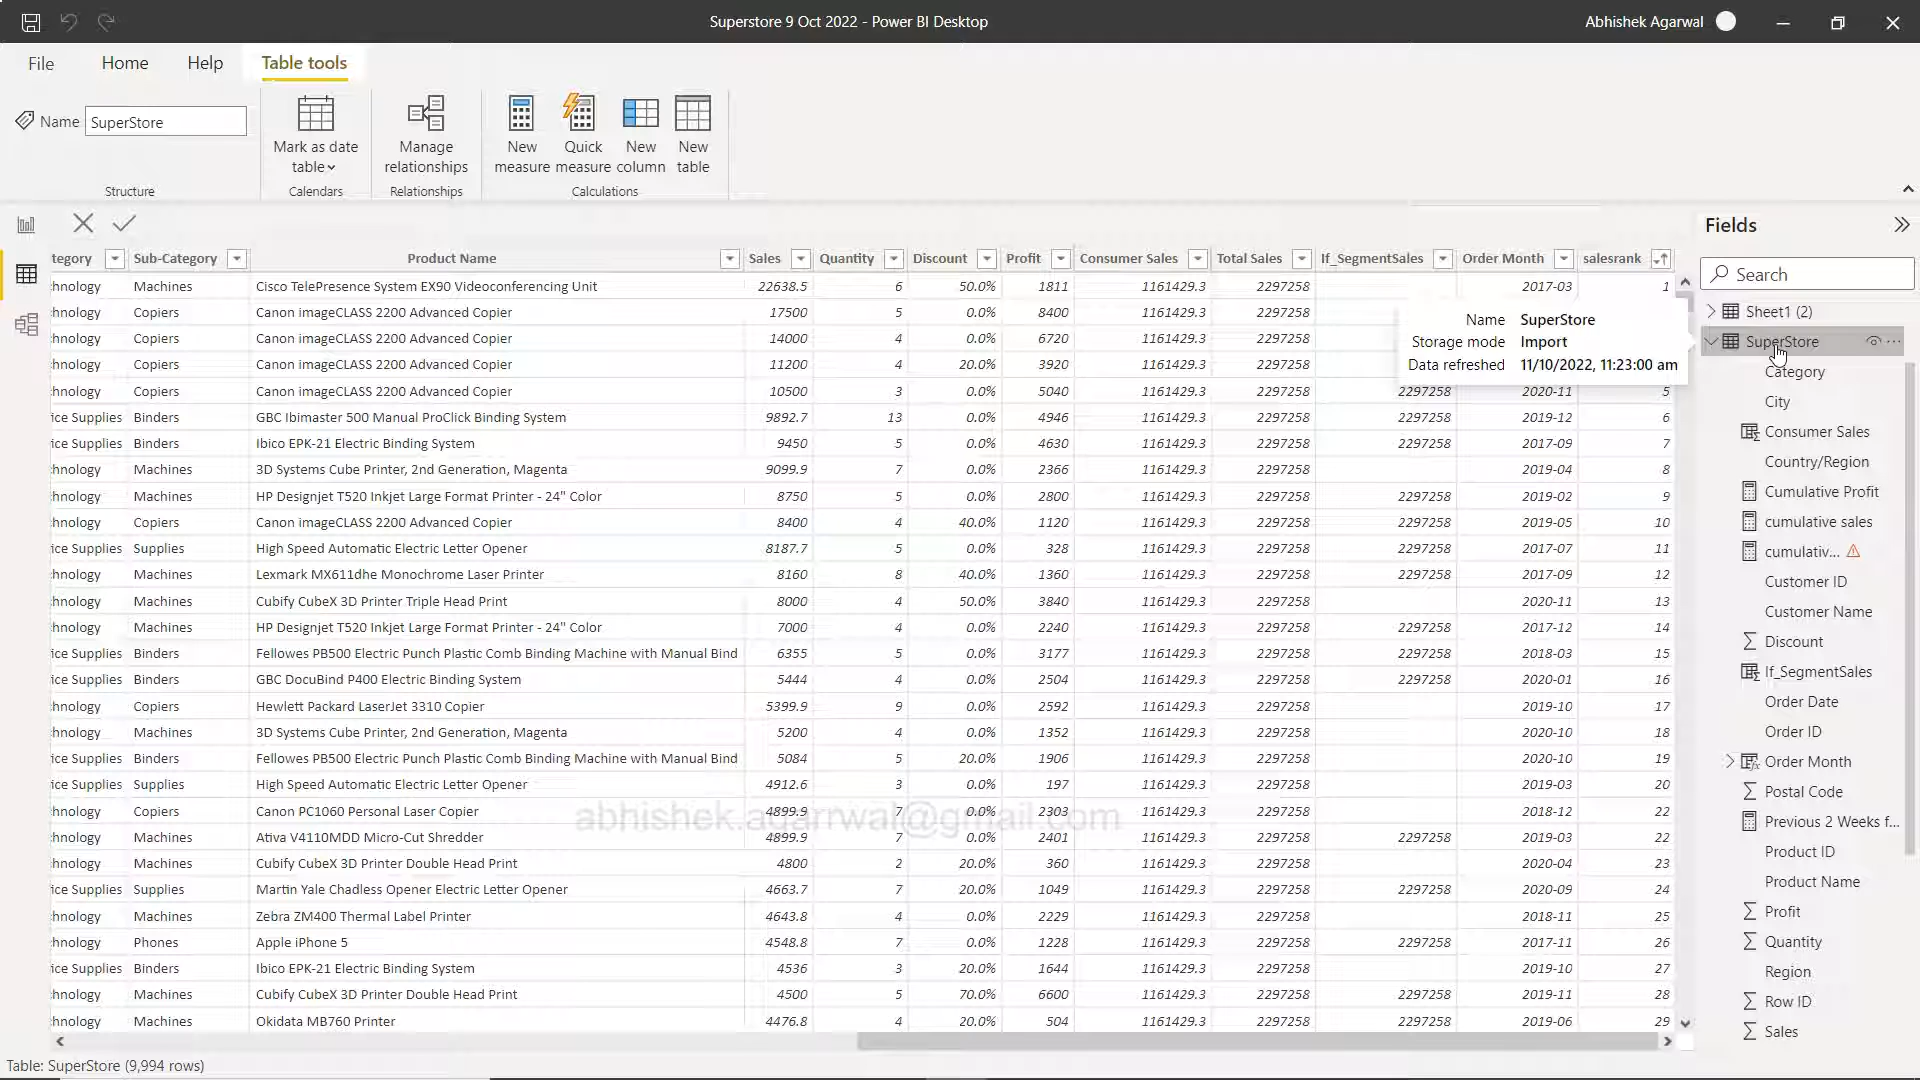 Superstore 9 Oct 2022 - Power BI Desktop
Abhishek Agarwal
File Home Help Table tools
Name SuperStore
Mark as date table
Manage relationships
New measure
Quick measure
New column
New table
Structure Calendars Relationships Calculations
tegory Sub-Category Product Name Sales Quantity Discount Profit Consumer Sales Total Sales If_SegmentSales Order Month salesrank
hnology Machines Cisco TelePresence System EX90 Videoconferencing Unit 22638.5 6 50.0% 1811 1161429.3 2297258 2017-03 1
hnology Copiers Canon imageCLASS 2200 Advanced Copier 17500 5 0.0% 8400 1161429.3 2297258
hnology Copiers Canon imageCLASS 2200 Advanced Copier 14000 4 0.0% 6720 1161429.3 2297258
hnology Copiers Canon imageCLASS 2200 Advanced Copier 11200 4 20.0% 3920 1161429.3 2297258
hnology Copiers Canon imageCLASS 2200 Advanced Copier 10500 3 0.0% 5040 1161429.3 2297258 2297258 2020-11 5
ice Supplies Binders GBC Ibimaster 500 Manual ProClick Binding System 9892.7 13 0.0% 4946 1161429.3 2297258 2297258 2019-12 6
ice Supplies Binders Ibico EPK-21 Electric Binding System 9450 5 0.0% 4630 1161429.3 2297258 2297258 2017-09 7
hnology Machines 3D Systems Cube Printer, 2nd Generation, Magenta 9099.9 7 0.0% 2366 1161429.3 2297258 2019-04 8
hnology Machines HP Designjet T520 Inkjet Large Format Printer - 24" Color 8750 5 0.0% 2800 1161429.3 2297258 2297258 2019-02 9
hnology Copiers Canon imageCLASS 2200 Advanced Copier 8400 4 40.0% 1120 1161429.3 2297258 2297258 2019-05 10
ice Supplies Supplies High Speed Automatic Electric Letter Opener 8187.7 5 0.0% 328 1161429.3 2297258 2297258 2017-07 11
hnology Machines Lexmark MX611dhe Monochrome Laser Printer 8160 8 40.0% 1360 1161429.3 2297258 2297258 2017-09 12
hnology Machines Cubify CubeX 3D Printer Triple Head Print 8000 4 50.0% 3840 1161429.3 2297258 2020-11 13
hnology Machines HP Designjet T520 Inkjet Large Format Printer - 24" Color 7000 4 0.0% 2240 1161429.3 2297258 2297258 2017-12 14
ice Supplies Binders Fellowes PB500 Electric Punch Plastic Comb Binding Machine with Manual Bind 6355 5 0.0% 3177 1161429.3 2297258 2297258 2018-03 15
ice Supplies Binders GBC DocuBind P400 Electric Binding System 5444 4 0.0% 2504 1161429.3 2297258 2297258 2020-01 16
hnology Copiers Hewlett Packard LaserJet 3310 Copier 5399.9 9 0.0% 2592 1161429.3 2297258 2019-10 17
hnology Machines 3D Systems Cube Printer, 2nd Generation, Magenta 5200 4 0.0% 1352 1161429.3 2297258 2020-10 18
ice Supplies Binders Fellowes PB500 Electric Punch Plastic Comb Binding Machine with Manual Bind 5084 5 20.0% 1906 1161429.3 2297258 2020-10 19
ice Supplies Supplies High Speed Automatic Electric Letter Opener 4912.6 3 0.0% 197 1161429.3 2297258 2019-03 20
hnology Copiers Canon PC1060 Personal Laser Copier 4899.9 7 0.0% 2303 1161429.3 2297258 2018-12 22
hnology Machines Ativa V4110MDD Micro-Cut Shredder 4899.9 7 0.0% 2401 1161429.3 2297258 2297258 2019-03 22
hnology Machines Cubify CubeX 3D Printer Double Head Print 4800 2 20.0% 360 1161429.3 2297258 2020-04 23
ice Supplies Supplies Martin Yale Chadless Opener Electric Letter Opener 4663.7 7 20.0% 1049 1161429.3 2297258 2297258 2020-09 24
hnology Machines Zebra ZM400 Thermal Label Printer 4643.8 4 0.0% 2229 1161429.3 2297258 2018-11 25
hnology Phones Apple iPhone 5 4548.8 7 0.0% 1228 1161429.3 2297258 2297258 2017-11 26
ice Supplies Binders Ibico EPK-21 Electric Binding System 4536 3 20.0% 1644 1161429.3 2297258 2019-10 27
hnology Machines Cubify CubeX 3D Printer Double Head Print 4500 5 70.0% 6600 1161429.3 2297258 2297258 2019-11 28
hnology Machines Okidata MB760 Printer 4476.8 4 20.0% 504 1161429.3 2297258 2297258 2019-06 29
abhishek.agarrwal@gmail.com
Name SuperStore
Storage mode Import
Data refreshed 11/10/2022, 11:23:00 am
Fields
Search
Sheet1 (2)
SuperStore
Category
City
Consumer Sales
Country/Region
Cumulative Profit
cumulative sales
cumulativ...
Customer ID
Customer Name
Discount
If_SegmentSales
Order Date
Order ID
Order Month
Postal Code
Previous 2 Weeks f...
Product ID
Product Name
Profit
Quantity
Region
Row ID
Sales
Table: SuperStore (9,994 rows)